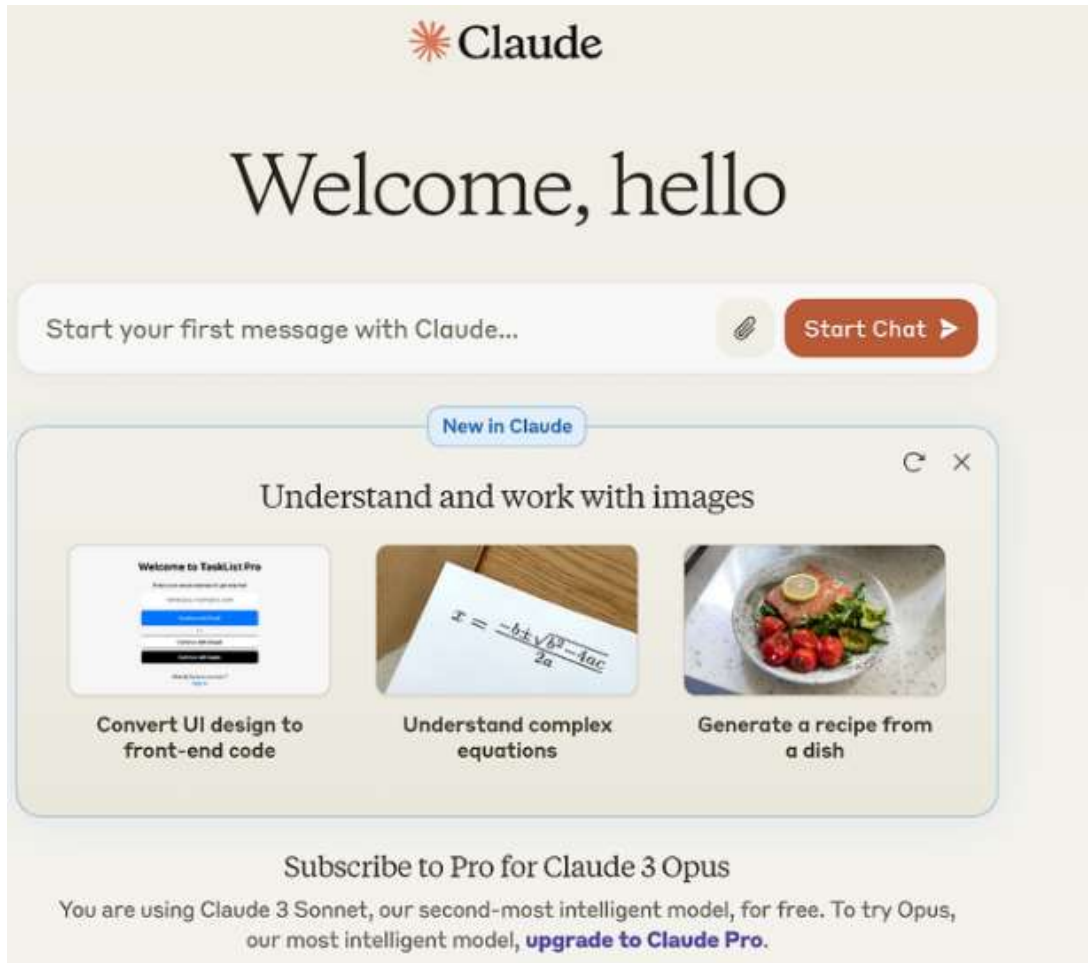 Claude
Welcome, hello
Start your first message with Claude...
Start Chat
New in Claude
Understand and work with images
Welcome to TaskList Pro
x = -b±√b²-4ac
2a
Convert UI design to
front-end code
Understand complex
equations
Generate a recipe from
a dish
Subscribe to Pro for Claude 3 Opus
You are using Claude 3 Sonnet, our second-most intelligent model, for free. To try Opus,
our most intelligent model, upgrade to Claude Pro.